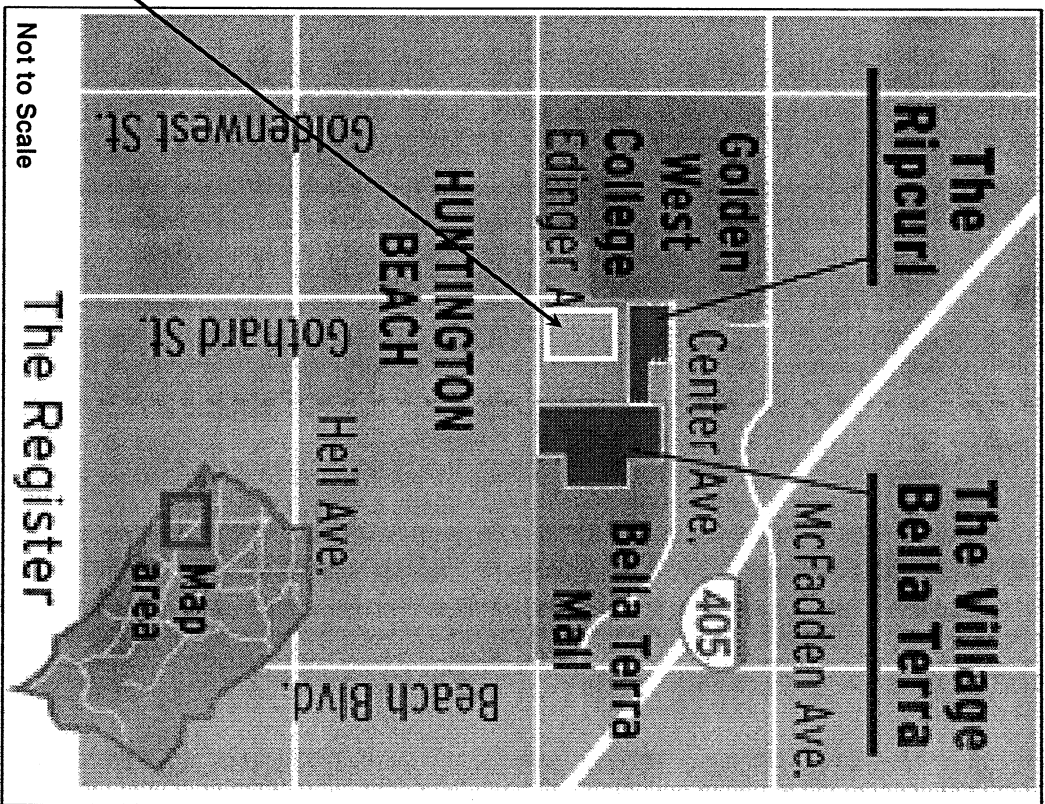 The
Ripcurl
The Village
Bella Terra
McFadden Ave.
405
Golden
West
College
Center Ave.
Bella Terra
Mall
Edinger A
HUNTINGTON
BEACH
Heil Ave.
Goldenwest St.
Gothard St.
Beach Blvd.
Map
area
Not to Scale
The Register